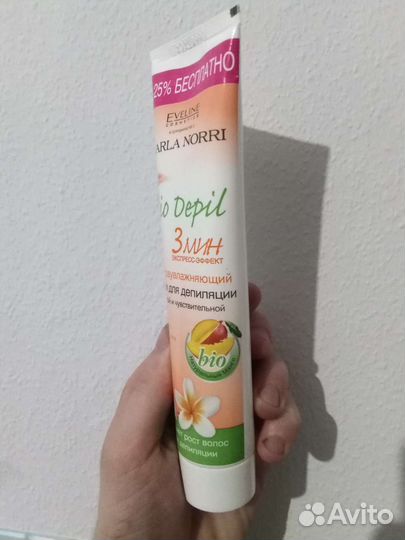 25% БЕСПЛАТНО
EVELINE
COSMETICS
ARLA NORRI
io Depil
3 МИН
ЭКСПРЕСС-ЭФФЕКТ
увлажняющий
для депиляции
й и чувствительной
bio
рост волос
депиляции
Avito